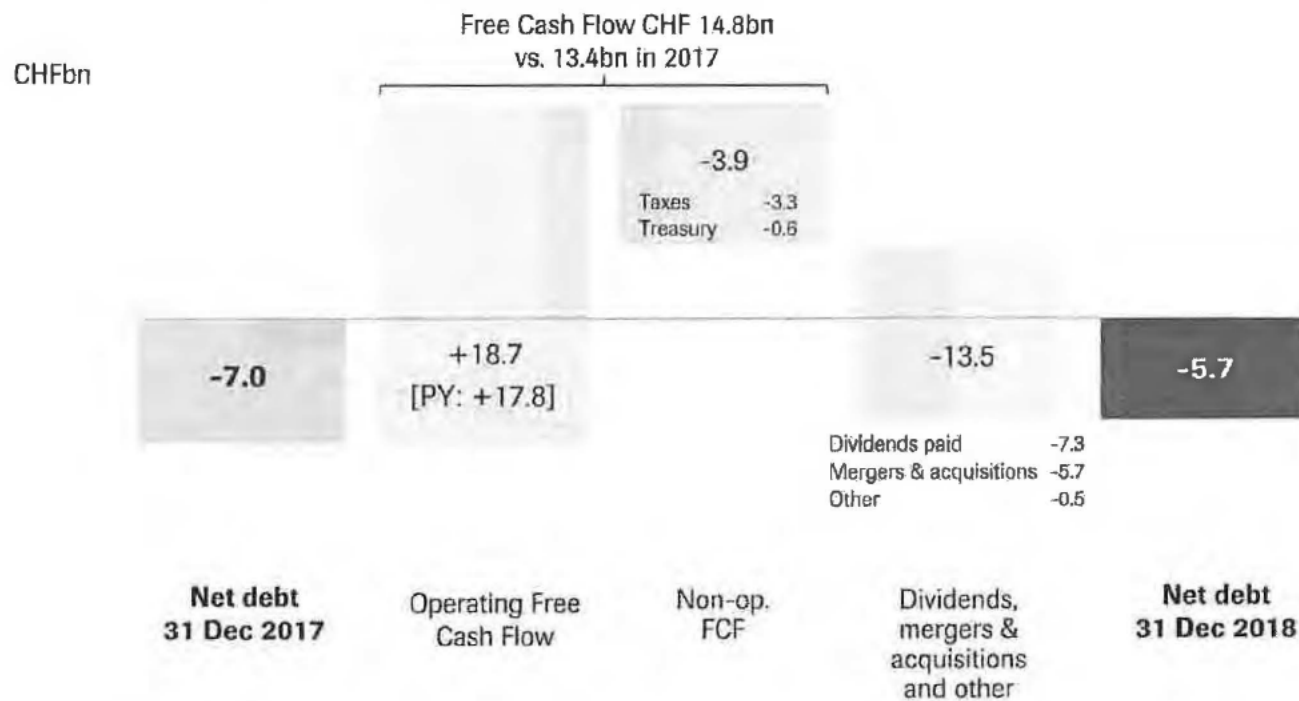 Free Cash Flow CHF 14.8bn
vs. 13.4bn in 2017
CHFbn
-3.9
Taxes -3.3
Treasury -0.6
-7.0
+18.7
[PY: +17.8]
-13.5
-5.7
Dividends paid -7.3
Mergers & acquisitions -5.7
Other -0.5
Net debt
31 Dec 2017
Operating Free
Cash Flow
Non-op.
FCF
Dividends,
mergers &
acquisitions
and other
Net debt
31 Dec 2018